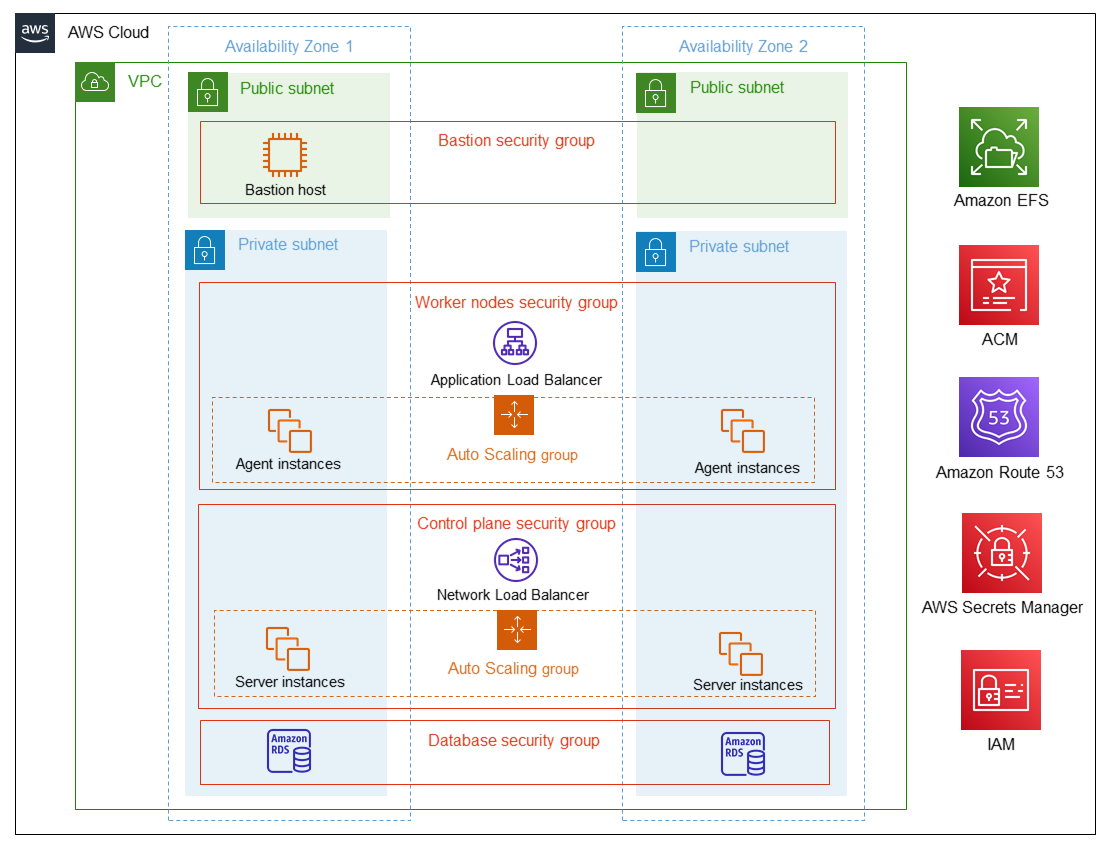 aws
AWS Cloud
Availability Zone 1
Availability Zone 2
VPC
Public subnet
Public subnet
Bastion security group
Bastion host
Amazon EFS
Private subnet
Private subnet
Worker nodes security group
ACM
Application Load Balancer
Auto Scaling group
Agent instances
Agent instances
53
Amazon Route 53
Control plane security group
Network Load Balancer
AWS Secrets Manager
Auto Scaling group
Server instances
Server instances
Amazon
RDS
Database security group
Amazon
RDS
IAM